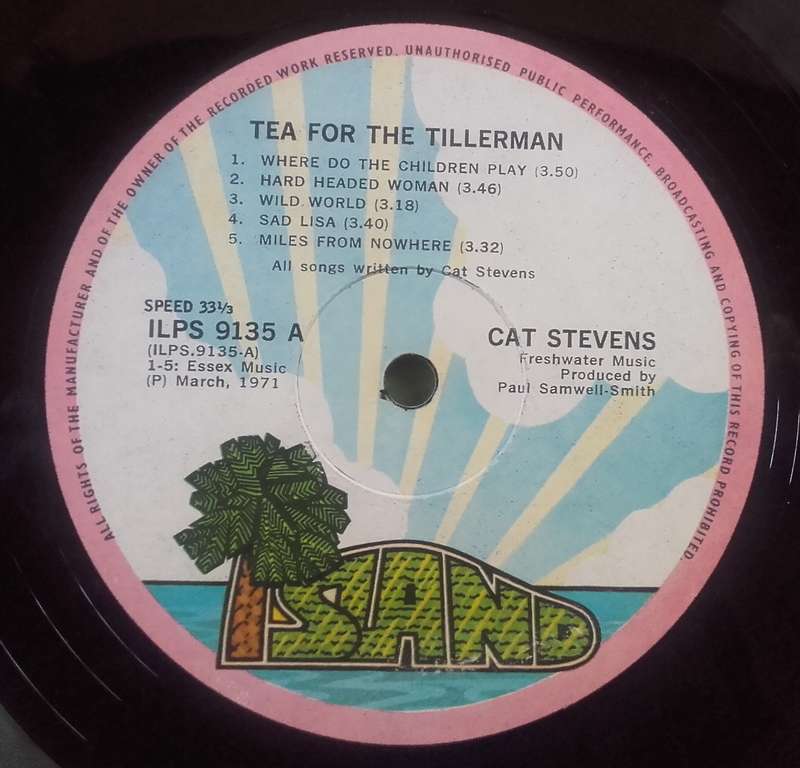 ALL RIGHTS OF THE MANUFACTURER AND OF THE OWNER OF THE RECORDED WORK RESERVED. UNAUTHORISED PUBLIC PERFORMANCE, BROADCASTING AND COPYING OF THIS RECORD PROHIBITED.
TEA FOR THE TILLERMAN
1. WHERE DO THE CHILDREN PLAY (3.50)
2. HARD HEADED WOMAN (3.46)
3. WILD WORLD (3.18)
4. SAD LISA (3.40)
5. MILES FROM NOWHERE (3.32)
All songs written by Cat Stevens
SPEED 33⅓
ILPS 9135 A
(ILPS.9135-A)
1-5: Essex Music
(P) March, 1971
CAT STEVENS
Freshwater Music
Produced by
Paul Samwell-Smith
ISLAND